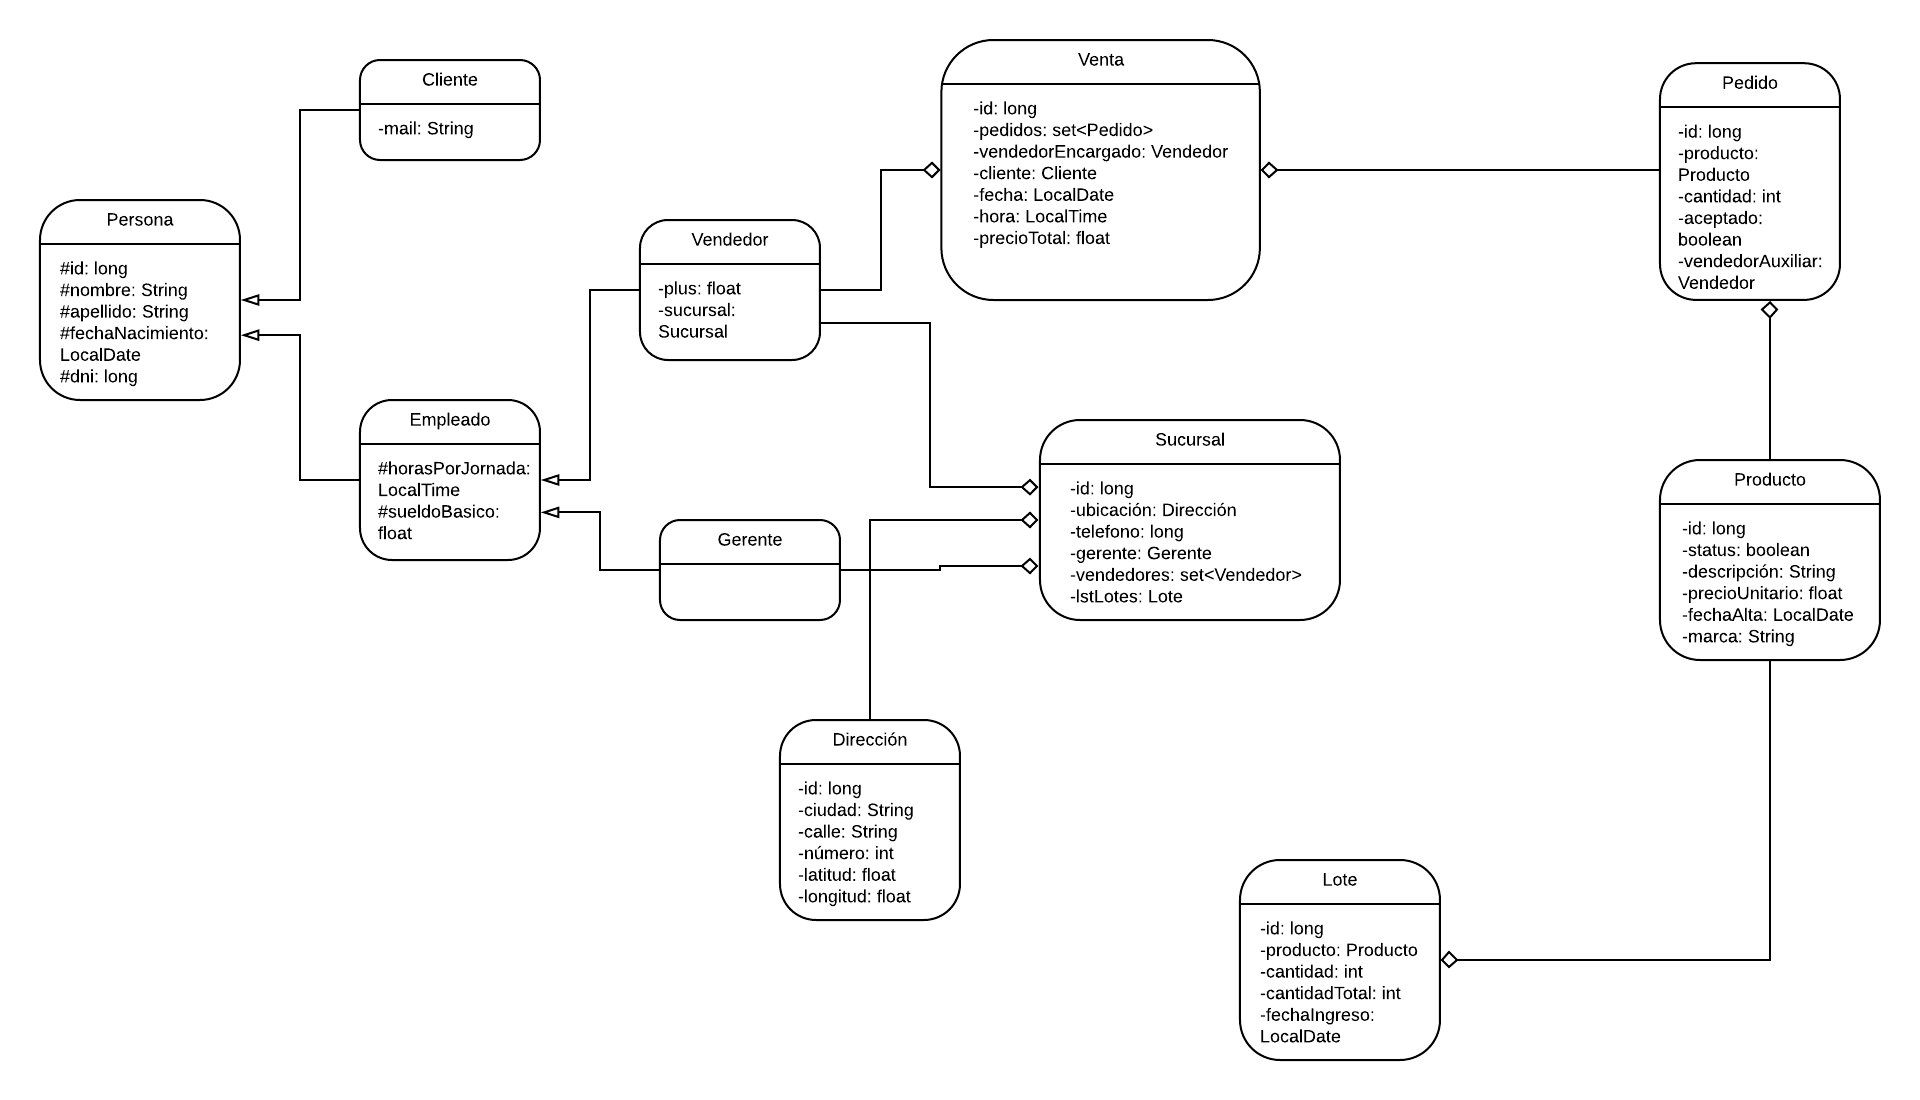 Cliente
-mail: String
Persona
#id: long
#nombre: String
#apellido: String
#fechaNacimiento:
LocalDate
#dni: long
Empleado
#horasPorJornada:
LocalTime
#sueldoBasico:
float
Vendedor
-plus: float
-sucursal:
Sucursal
Gerente
Venta
-id: long
-pedidos: set<Pedido>
-vendedorEncargado: Vendedor
-cliente: Cliente
-fecha: LocalDate
-hora: LocalTime
-precioTotal: float
Pedido
-id: long
-producto:
Producto
-cantidad: int
-aceptado:
boolean
-vendedorAuxiliar:
Vendedor
Sucursal
-id: long
-ubicación: Dirección
-telefono: long
-gerente: Gerente
-vendedores: set<Vendedor>
-lstLotes: Lote
Producto
-id: long
-status: boolean
-descripción: String
-precioUnitario: float
-fechaAlta: LocalDate
-marca: String
Dirección
-id: long
-ciudad: String
-calle: String
-número: int
-latitud: float
-longitud: float
Lote
-id: long
-producto: Producto
-cantidad: int
-cantidadTotal: int
-fechaIngreso:
LocalDate